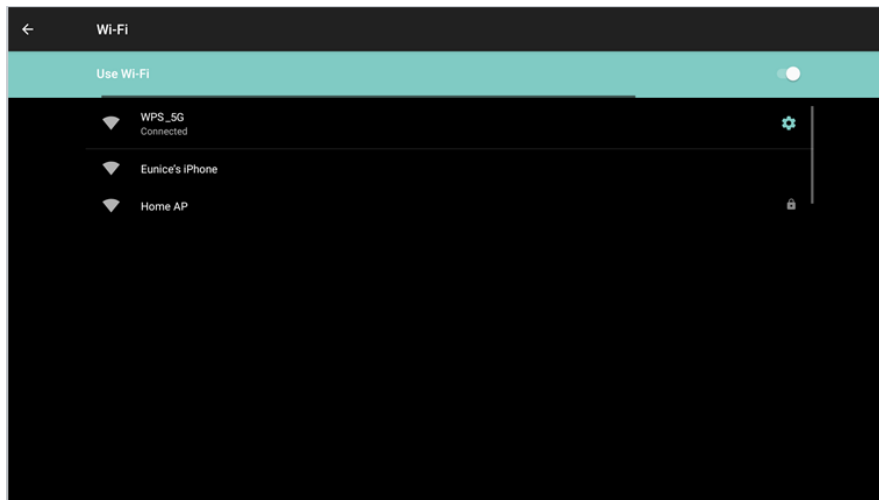 Wi-Fi
Use Wi-Fi
WPS_5G
Connected
Eunice's iPhone
Home AP